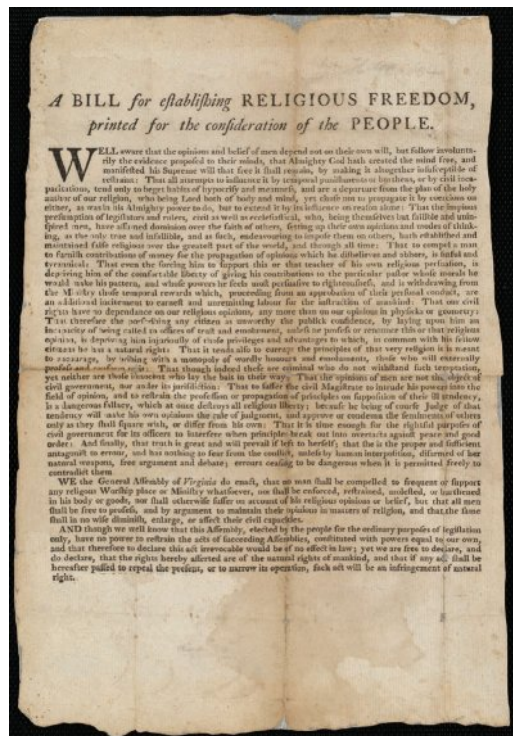 A BILL for eſtabliſhing RELIGIOUS FREEDOM,
printed for the conſideration of the PEOPLE.
WELL aware that the opinions and belief of men depend not on their own will, but follow involunta-
rily the evidence propoſed to their minds, that Almighty God hath created the mind free, and
manifeſted his Supreme will that free it ſhall remain, by making it altogether inſuſceptible of
reſtraint: That all attempts to influence it by temporal puniſhments or burthens, or by civil inca-
pacitations, tend only to beget habits of hypocriſy and meanneſs, and are a departure from the plan of the holy
author of our religion, who being Lord both of body and mind, yet choſe not to propagate it by coercions on
either, as was in his Almighty power to do, but to extend it by its influence on reaſon alone: That the impious
preſumption of legiſlators and rulers, civil as well as eccleſiaſtical, who, being themſelves but fallible and unin-
ſpired men, have aſſumed dominion over the faith of others, ſetting up their own opinions and modes of think-
ing, as the only true and infallible, and as ſuch, endeavouring to impoſe them on others, hath eſtabliſhed and
maintained falſe religions over the greateſt part of the world, and through all time: That to compel a man
to furniſh contributions of money for the propagation of opinions which he diſbelieves and abhors, is ſinful and
tyrannical: That even the forcing him to ſupport this or that teacher of his own religious perſuaſion, is
depriving him of the comfortable liberty of giving his contributions to the particular paſtor whoſe morals he
would make his pattern, and whoſe powers he feels moſt perſuaſive to righteouſneſs, and is withdrawing from
the Miniſtry thoſe temporal rewards which, proceeding from an approbation of their perſonal conduct, are
an additional incitement to earneſt and unremitting labour for the inſtruction of mankind: That our civil
rights have no dependance on our religious opinions, any more than on our opinions in phyſicks or geometry:
That therefore the proſcribing any citizen as unworthy the publick confidence, by laying upon him an
incapacity of being called to offices of truſt and emolument, unleſs he profeſs or renounce this or that religious
opinion, is depriving him injuriouſly of thoſe privileges and advantages to which, in common with his fellow
citizens he has a natural right: That it tends alſo to corrupt the principles of that very religion it is meant
to encourage, by bribing with a monopoly of wordly honours and emoluments, thoſe who will externally
profeſs and conform to it: That though indeed theſe are criminal who do not withſtand ſuch temptation,
yet neither are thoſe innocent who lay the bait in their way: That the opinions of men are not the object of
civil government, nor under its juriſdiction: That to ſuffer the civil Magiſtrate to intrude his powers into the
field of opinion, and to reſtrain the profeſſion or propagation of principles on ſuppoſition of their ill tendency,
is a dangerous fallacy, which at once deſtroys all religious liberty; becauſe he being of courſe Judge of that
tendency will make his own opinions the rule of judgment, and approve or condemn the ſentiments of others
only as they ſhall ſquare with, or differ from his own: That it is time enough for the rightful purpoſes of
civil government for its officers to interfere when principles break out into overt acts againſt peace and good
order: And finally, that truth is great and will prevail if left to herſelf; that ſhe is the proper and ſufficient
antagoniſt to errour, and has nothing to fear from the conflict, unleſs by human interpoſition, diſarmed of her
natural weapons, free argument and debate; errours ceaſing to be dangerous when it is permitted freely to
contradict them
WE the General Aſſembly of Virginia do enact, that no man ſhall be compelled to frequent or ſupport
any religious Worſhip place or Miniſtry whatſoever, nor ſhall be enforced, reſtrained, moleſted, or burthened
in his body or goods, nor ſhall otherwiſe ſuffer on account of his religious opinions or belief, but that all men
ſhall be free to profeſs, and by argument to maintain their opinions in matters of religion, and that the ſame
ſhall in no wiſe diminiſh, enlarge, or affect their civil capacities.
AND though we well know that this Aſſembly, elected by the people for the ordinary purpoſes of legiſlation
only, have no power to reſtrain the acts of ſucceeding Aſſemblies, conſtituted with powers equal to our own,
and that therefore to declare this act irrevocable would be of no effect in law; yet we are free to declare, and
do declare, that the rights hereby aſſerted are of the natural rights of mankind, and that if any act ſhall be
hereafter paſſed to repeal the preſent, or to narrow its operation, ſuch act will be an infringement of natural
right.